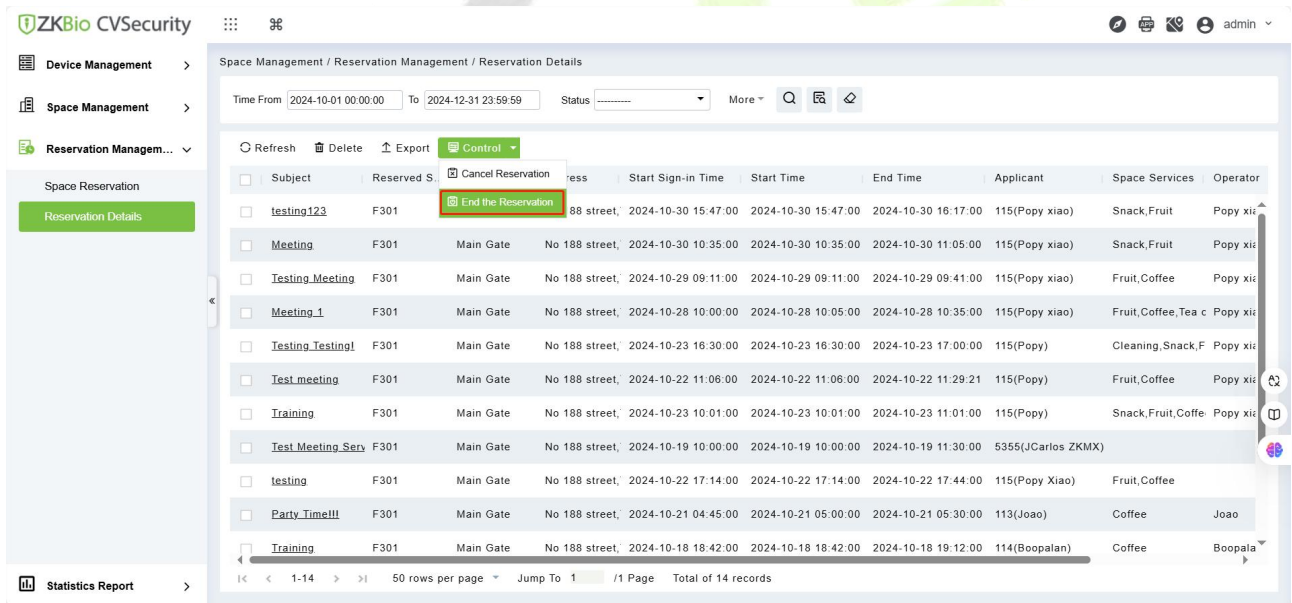 ZKBio CVSecurity
admin
Device Management
Space Management
Reservation Managem...
Space Reservation
Reservation Details
Statistics Report
Space Management / Reservation Management / Reservation Details
Time From 2024-10-01 00:00:00 To 2024-12-31 23:59:59 Status ---------- More
Refresh Delete Export Control
Cancel Reservation
End the Reservation
Subject Reserved S.. ress Start Sign-in Time Start Time End Time Applicant Space Services Operator
testing123 F301 88 street, 2024-10-30 15:47:00 2024-10-30 15:47:00 2024-10-30 16:17:00 115(Popy xiao) Snack,Fruit Popy xia
Meeting F301 Main Gate No 188 street, 2024-10-30 10:35:00 2024-10-30 10:35:00 2024-10-30 11:05:00 115(Popy xiao) Snack,Fruit Popy xia
Testing Meeting F301 Main Gate No 188 street, 2024-10-29 09:11:00 2024-10-29 09:11:00 2024-10-29 09:41:00 115(Popy xiao) Fruit,Coffee Popy xia
Meeting 1 F301 Main Gate No 188 street, 2024-10-28 10:00:00 2024-10-28 10:05:00 2024-10-28 10:35:00 115(Popy xiao) Fruit,Coffee,Tea c Popy xia
Testing Testing! F301 Main Gate No 188 street, 2024-10-23 16:30:00 2024-10-23 16:30:00 2024-10-23 17:00:00 115(Popy) Cleaning,Snack,F Popy xia
Test meeting F301 Main Gate No 188 street, 2024-10-22 11:06:00 2024-10-22 11:06:00 2024-10-22 11:29:21 115(Popy) Fruit,Coffee Popy xia
Training F301 Main Gate No 188 street, 2024-10-23 10:01:00 2024-10-23 10:01:00 2024-10-23 11:01:00 115(Popy) Snack,Fruit,Coffe Popy xia
Test Meeting Serv F301 Main Gate No 188 street, 2024-10-19 10:00:00 2024-10-19 10:00:00 2024-10-19 11:30:00 5355(JCarlos ZKMX)
testing F301 Main Gate No 188 street, 2024-10-22 17:14:00 2024-10-22 17:14:00 2024-10-22 17:44:00 115(Popy Xiao) Fruit,Coffee
Party Time!!! F301 Main Gate No 188 street, 2024-10-21 04:45:00 2024-10-21 05:00:00 2024-10-21 05:30:00 113(Joao) Coffee Joao
Training F301 Main Gate No 188 street, 2024-10-18 18:42:00 2024-10-18 18:42:00 2024-10-18 19:12:00 114(Boopalan) Coffee Boopala
1-14 50 rows per page Jump To 1 /1 Page Total of 14 records